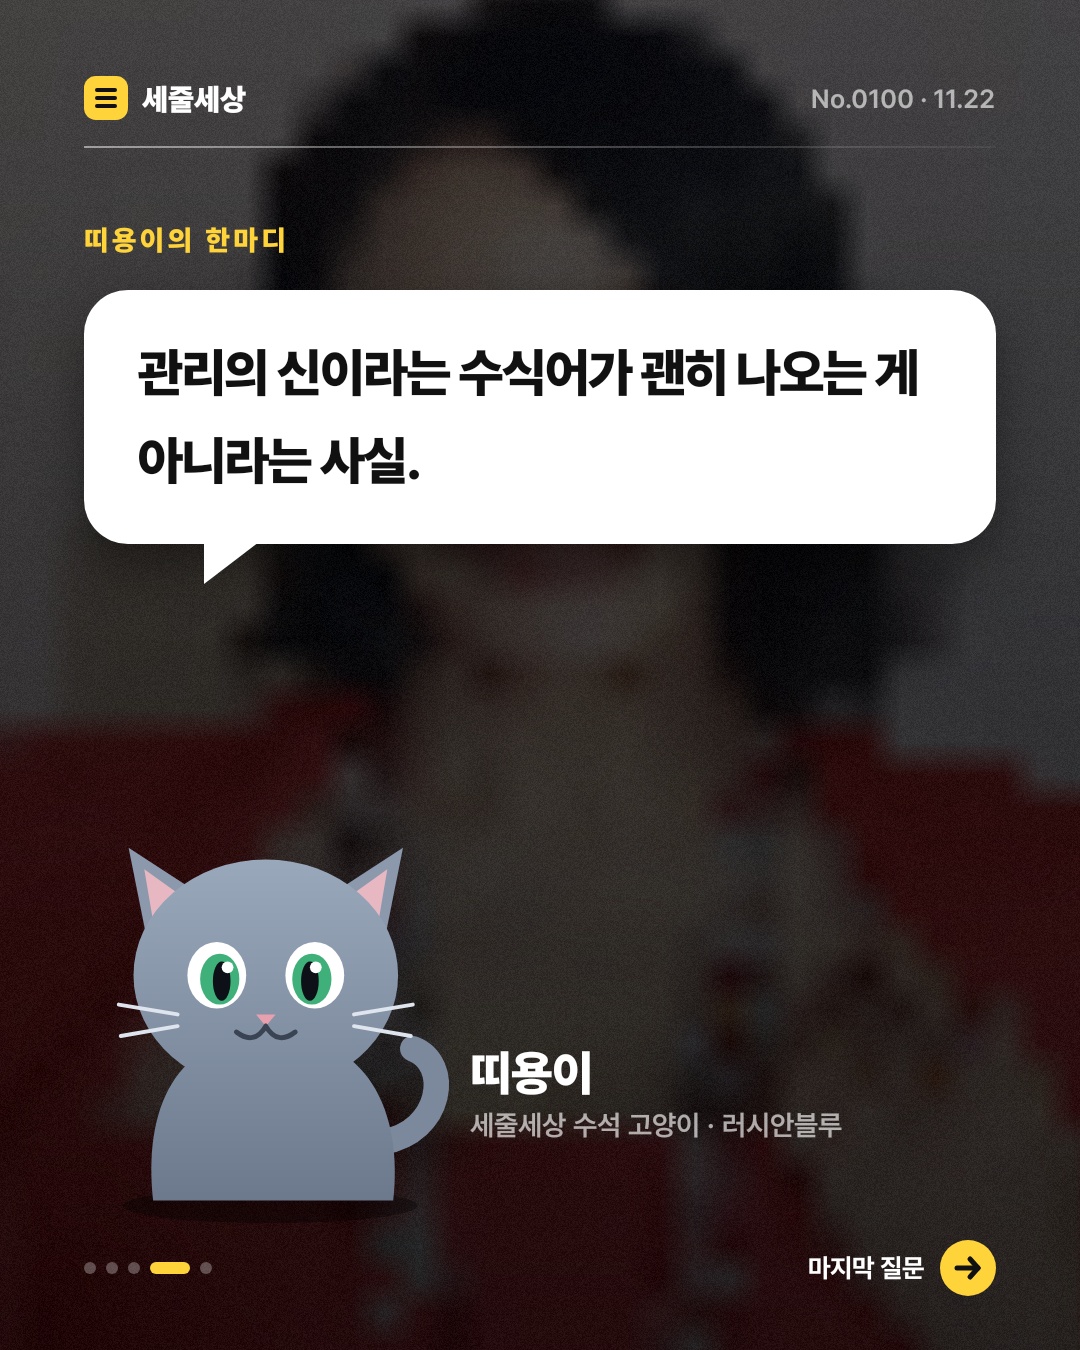 세줄세상
No.0100 · 11.22
띠용이의 한마디
관리의 신이라는 수식어가 괜히 나오는 게
아니라는 사실.
띠용이
세줄세상 수석 고양이 · 러시안블루
마지막 질문